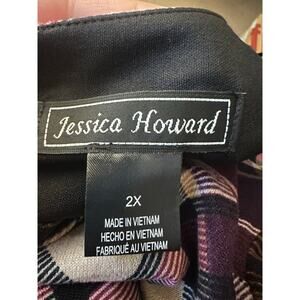 Jessica Howard
2X
MADE IN VIETNAM
HECHO EN VIETNAM
FABRIQUÉ AU VIETNAM